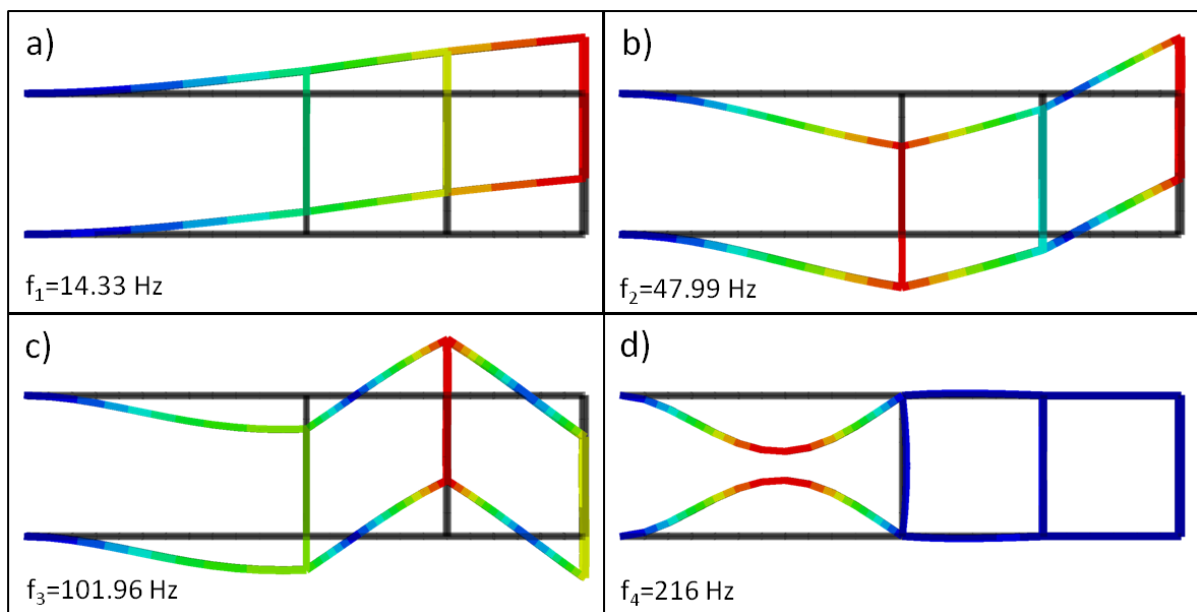 a)
f₁=14.33 Hz
b)
f₂=47.99 Hz
c)
f₃=101.96 Hz
d)
f₄=216 Hz